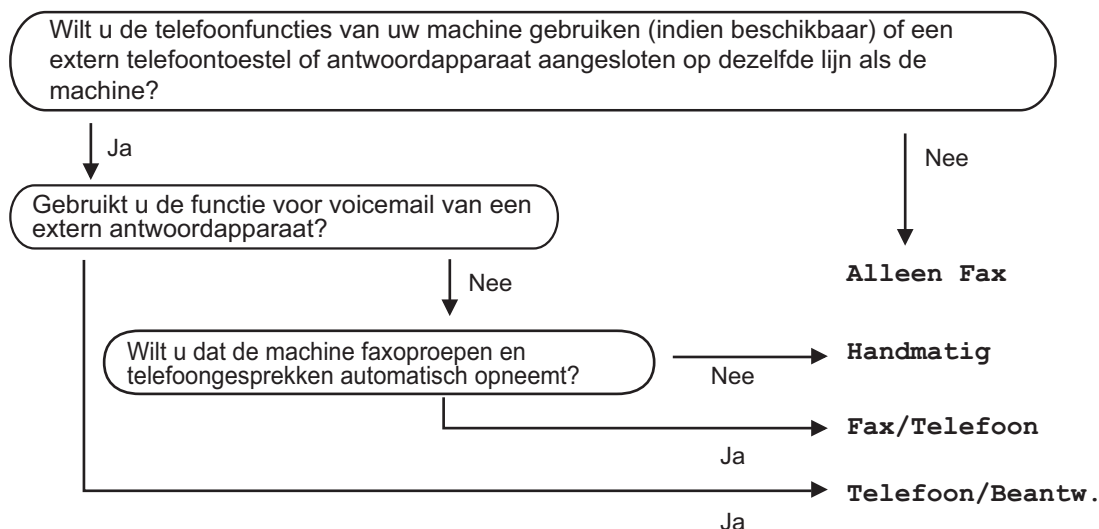 Wilt u de telefoonfuncties van uw machine gebruiken (indien beschikbaar) of een
extern telefoontoestel of antwoordapparaat aangesloten op dezelfde lijn als de
machine?
Ja
Nee
Gebruikt u de functie voor voicemail van een
extern antwoordapparaat?
Nee
Alleen Fax
Wilt u dat de machine faxoproepen en
telefoongesprekken automatisch opneemt?
Nee
Handmatig
Ja
Fax/Telefoon
Ja
Telefoon/Beantw.